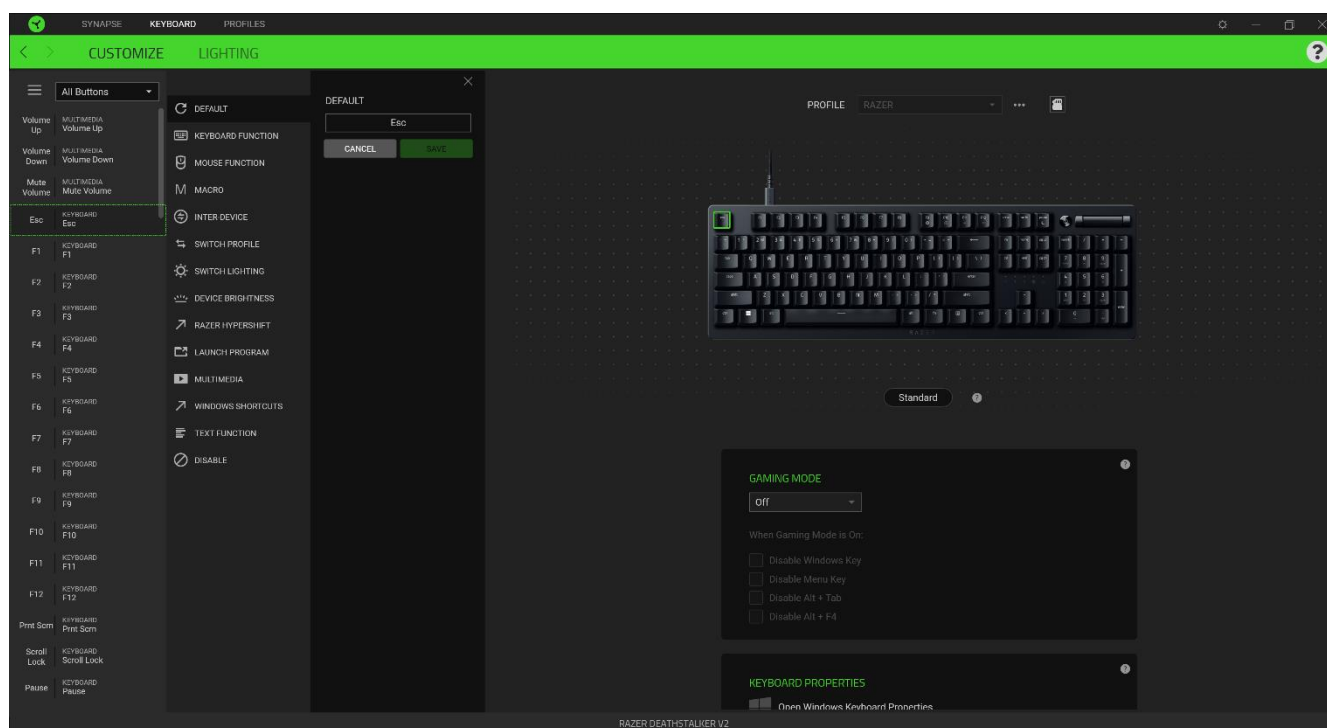 SYNAPSE KEYBOARD PROFILES
CUSTOMIZE LIGHTING
?
All Buttons
Volume Up MULTIMEDIA Volume Up
Volume Down MULTIMEDIA Volume Down
Mute Volume MULTIMEDIA Mute Volume
Esc KEYBOARD Esc
F1 KEYBOARD F1
F2 KEYBOARD F2
F3 KEYBOARD F3
F4 KEYBOARD F4
F5 KEYBOARD F5
F6 KEYBOARD F6
F7 KEYBOARD F7
F8 KEYBOARD F8
F9 KEYBOARD F9
F10 KEYBOARD F10
F11 KEYBOARD F11
F12 KEYBOARD F12
Prnt Scrn KEYBOARD Prnt Scrn
Scroll Lock KEYBOARD Scroll Lock
Pause KEYBOARD Pause
DEFAULT
KEYBOARD FUNCTION
MOUSE FUNCTION
MACRO
INTER DEVICE
SWITCH PROFILE
SWITCH LIGHTING
DEVICE BRIGHTNESS
RAZER HYPERSHIFT
LAUNCH PROGRAM
MULTIMEDIA
WINDOWS SHORTCUTS
TEXT FUNCTION
DISABLE
DEFAULT
Esc
CANCEL SAVE
PROFILE RAZER
RAZER
Standard ?
GAMING MODE ?
Off
When Gaming Mode is On:
Disable Windows Key
Disable Menu Key
Disable Alt + Tab
Disable Alt + F4
KEYBOARD PROPERTIES ?
Open Windows Keyboard Properties
RAZER DEATHSTALKER V2